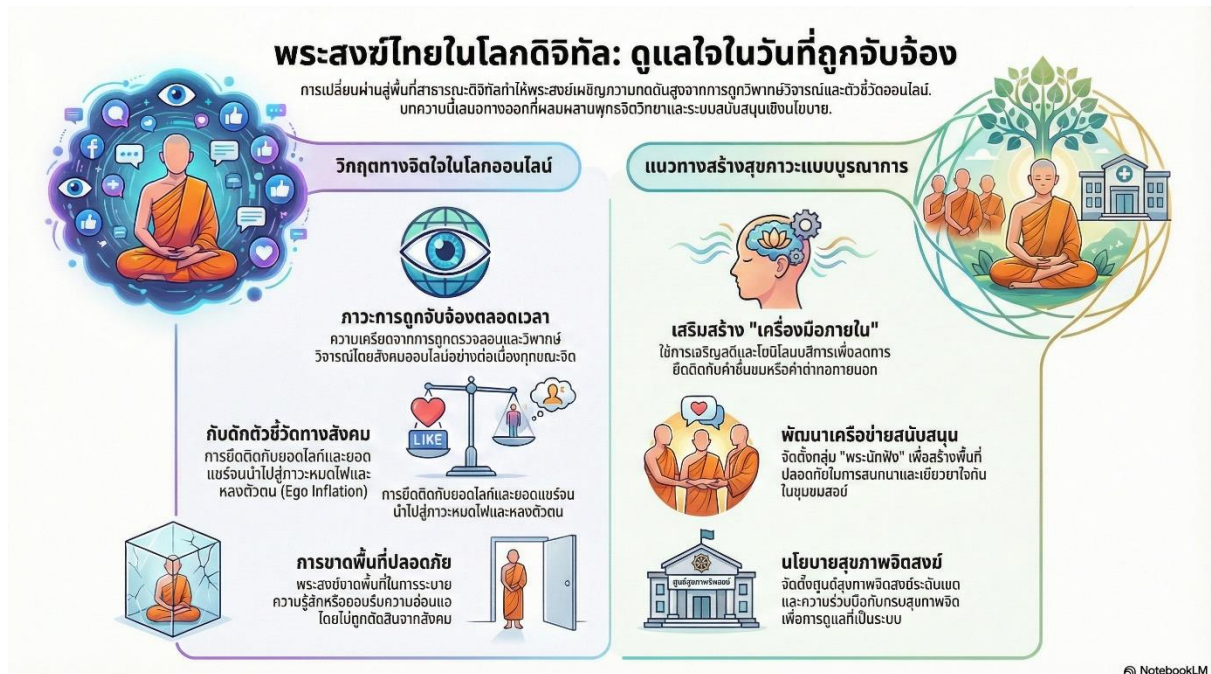 พระสงฆ์ไทยในโลกดิจิทัล: ดูแลใจในวันที่ถูกจับจ้อง
การเปลี่ยนผ่านสู่พื้นที่สาธารณะดิจิทัลทำให้พระสงฆ์เผชิญความกดดันสูงจากการถูกวิพากษ์วิจารณ์และตัวชี้วัดออนไลน์.
บทความนี้เสนอทางออกที่ผสมผสานพุทธจิตวิทยาและระบบสนับสนุนเชิงนโยบาย.
วิกฤตทางจิตใจในโลกออนไลน์
ภาวะการถูกจับจ้องตลอดเวลา
ความเครียดจากการถูกตรวจสอบและวิพากษ์
วิจารณ์โดยสังคมออนไลน์อย่างต่อเนื่องทุกขณะจิต
กับดักตัวชี้วัดทางสังคม
การยึดติดกับยอดไลก์และยอด
แชร์จนนำไปสู่ภาวะหมดไฟและ
หลงตัวตน (Ego Inflation)
LIKE
การยึดติดกับยอดไลก์และยอดแชร์จน
นำไปสู่ภาวะหมดไฟและหลงตัวตน
การขาดพื้นที่ปลอดภัย
พระสงฆ์ขาดพื้นที่ในการระบาย
ความรู้สึกหรือยอมรับความอ่อนแอ
โดยไม่ถูกตัดสินจากสังคม
แนวทางสร้างสุขภาวะแบบบูรณาการ
เสริมสร้าง "เครื่องมือภายใน"
ใช้การเจริญสติและโยนิโสมนสิการเพื่อลดการ
ยึดติดกับคำชื่นชมหรือคำด่าทอภายนอก
พัฒนาเครือข่ายสนับสนุน
จัดตั้งกลุ่ม "พระนักฟัง" เพื่อสร้างพื้นที่
ปลอดภัยในการสนทนาและเยียวยาใจกัน
ในชุมชนสงฆ์
นโยบายสุขภาพจิตสงฆ์
จัดตั้งศูนย์สุขภาพจิตสงฆ์ระดับเขต
และความร่วมมือกับกรมสุขภาพจิต
เพื่อการดูแลที่เป็นระบบ
NotebookLM